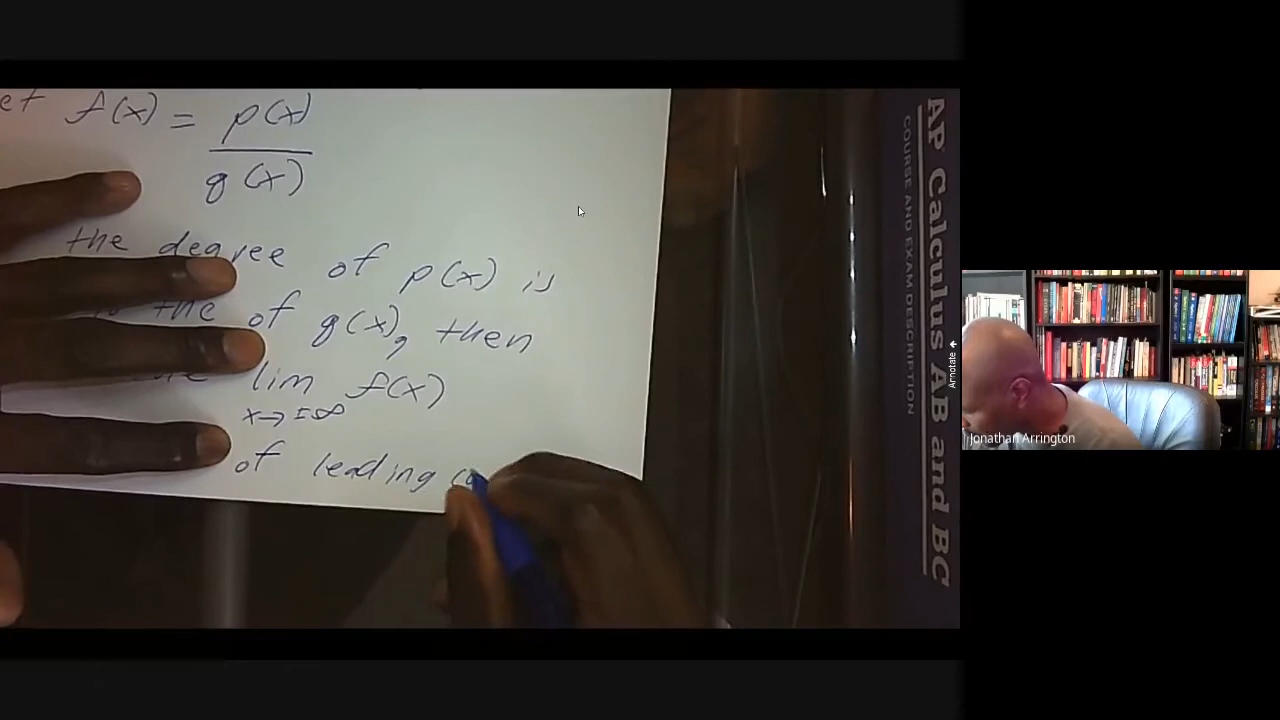 f(x) = p(x)
g(x)
the degree of p(x) is
the of g(x), then
lim f(x)
x→±∞
of leading
AP Calculus AB and BC
COURSE AND EXAM DESCRIPTION
Annotate
Jonathan Arrington